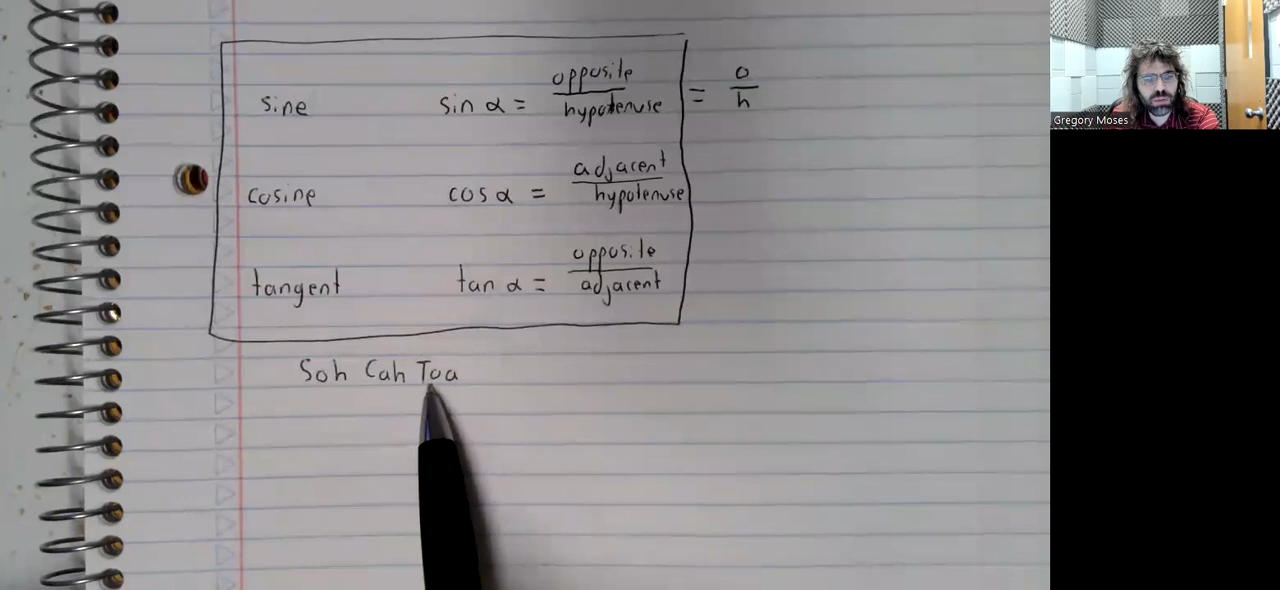 sine sin α = opposite/hypotenuse = o/h
cosine cos α = adjacent/hypotenuse
tangent tan α = opposite/adjacent
Soh Cah Toa
Gregory Moses